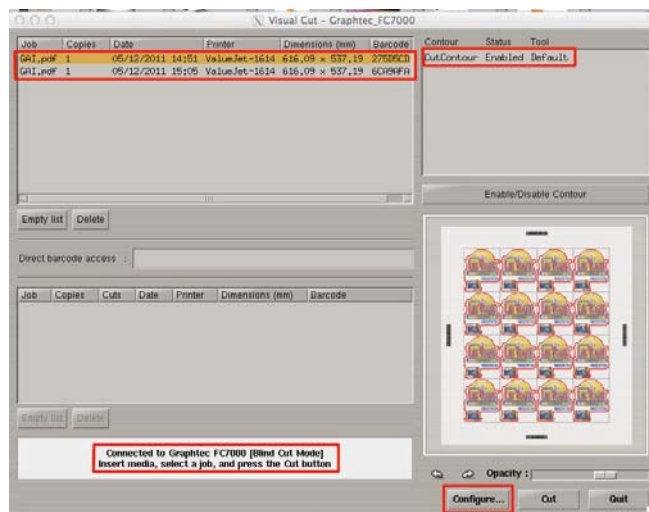 Visual Cut - Graphtec_FC7000
Job Copies Date Printer Dimensions (mm) Barcode
GAI.pdf 1 05/12/2011 14:51 ValueJet-1614 616,09 x 537,19 275D5CD
GAI.pdf 1 05/12/2011 15:05 ValueJet-1614 616,09 x 537,19 6CA9AFA
Contour Status Tool
CutContour Enabled Default
Enable/Disable Contour
Empty list Delete
Direct barcode access :
Job Copies Cuts Date Printer Dimensions (mm) Barcode
Empty list Delete
Connected to Graphtec FC7000 [Blind Cut Mode]
Insert media, select a job, and press the Cut button
Opacity :
Configure... Cut Quit